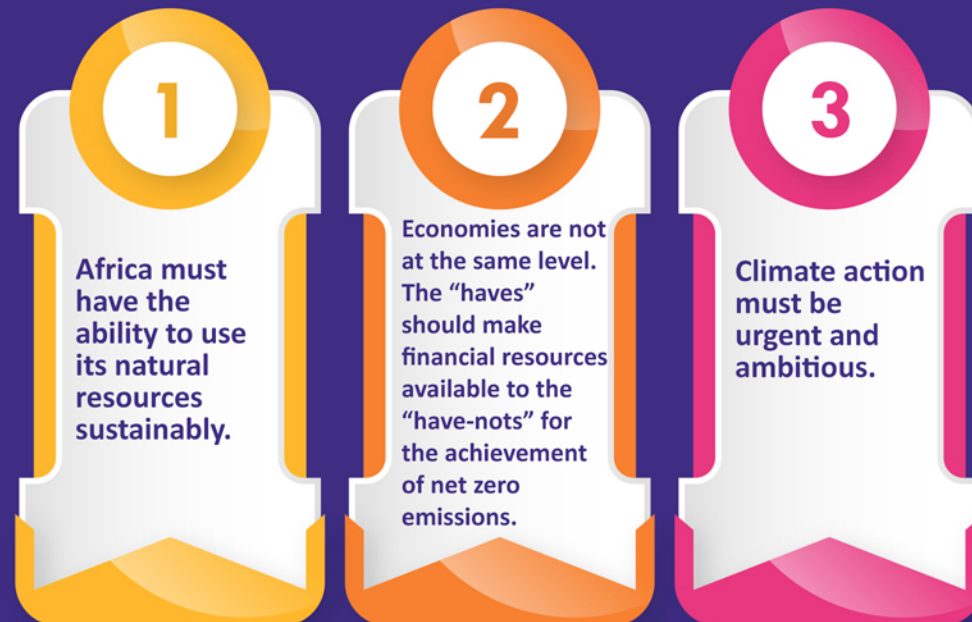 1
Africa must
have the
ability to use
its natural
resources
sustainably.
2
Economies are not
at the same level.
The “haves”
should make
financial resources
available to the
“have-nots” for
the achievement
of net zero
emissions.
3
Climate action
must be
urgent and
ambitious.